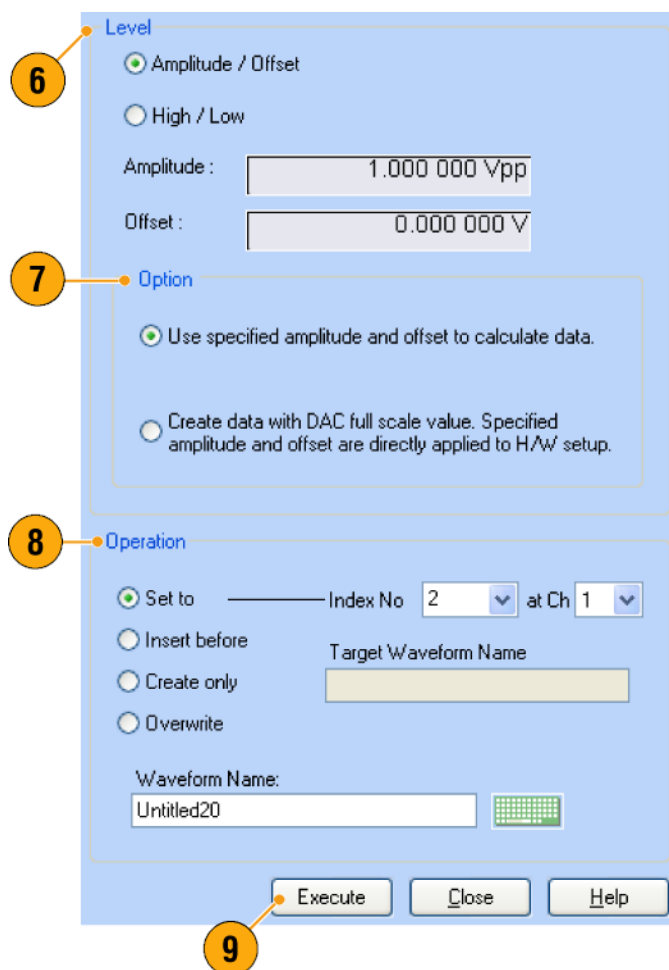 Level
6
Amplitude / Offset
High / Low
Amplitude :
1.000 000 Vpp
Offset :
0.000 000 V
7
Option
Use specified amplitude and offset to calculate data.
Create data with DAC full scale value. Specified
amplitude and offset are directly applied to H/W setup.
8
Operation
Set to Index No 2 at Ch 1
Insert before
Target Waveform Name
Create only
Overwrite
Waveform Name:
Untitled20
Execute Close Help
9